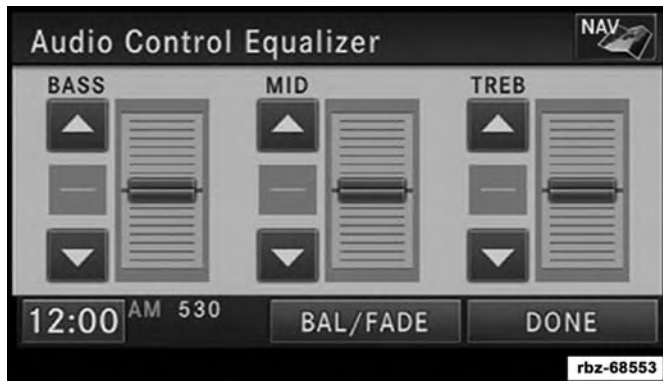 Audio Control Equalizer NAV
BASS MID TREB
12:00 AM 530 BAL/FADE DONE
rbz-68553